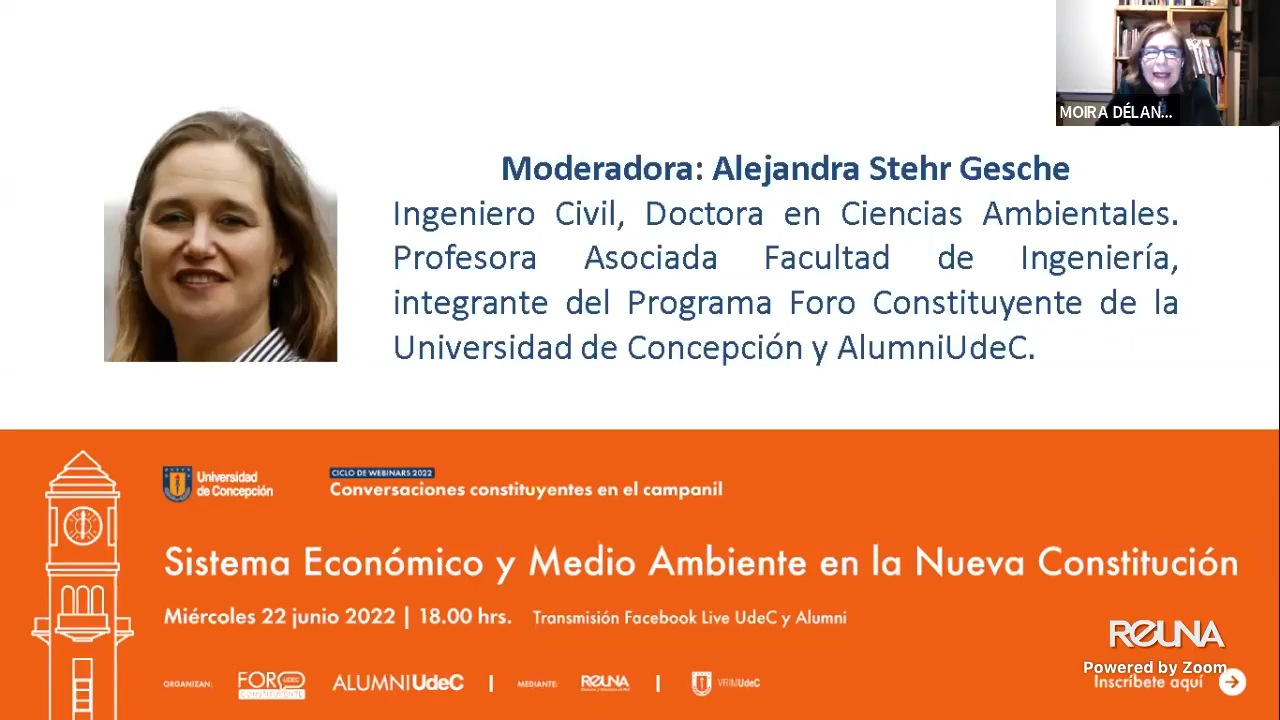 MOIRA DÉLAN...
Moderadora: Alejandra Stehr Gesche
Ingeniero Civil, Doctora en Ciencias Ambientales.
Profesora Asociada Facultad de Ingeniería,
integrante del Programa Foro Constituyente de la
Universidad de Concepción y AlumniUdeC.
Universidad
de Concepción
CICLO DE WEBINARS 2022
Conversaciones constituyentes en el campanil
Sistema Económico y Medio Ambiente en la Nueva Constitución
Miércoles 22 junio 2022 | 18.00 hrs. Transmisión Facebook Live UdeC y Alumni
REUNA
Powered by Zoom
Inscríbete aquí
ORGANIZAN: FORO UDEC CONSTITUYENTE ALUMNI UdeC | MEDIANTE: REUNA | VRIMUdeC